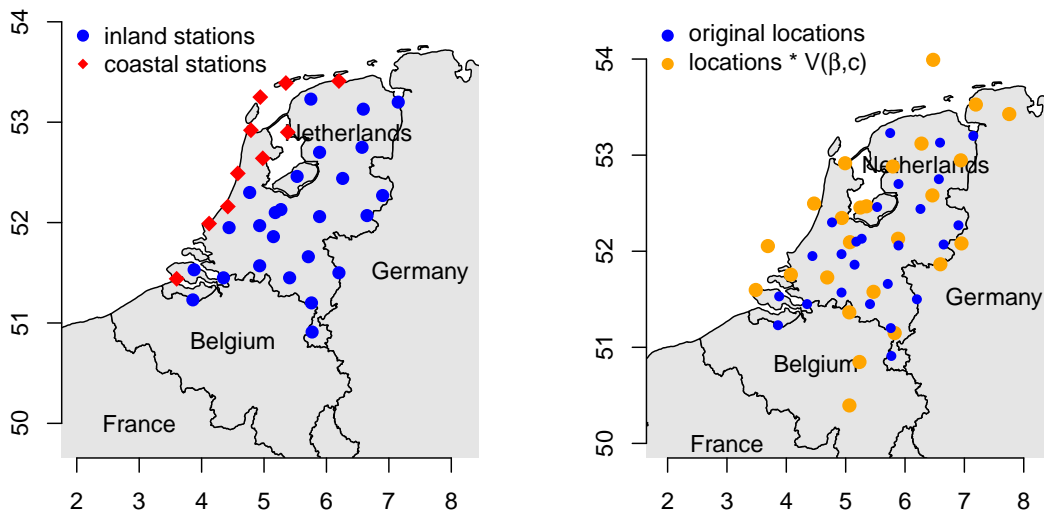 inland stations
coastal stations
Netherlands
Germany
Belgium
France
54
53
52
51
50
2 3 4 5 6 7 8
original locations
locations * V(β,c)
Netherlands
Germany
Belgium
France
54
53
52
51
50
2 3 4 5 6 7 8